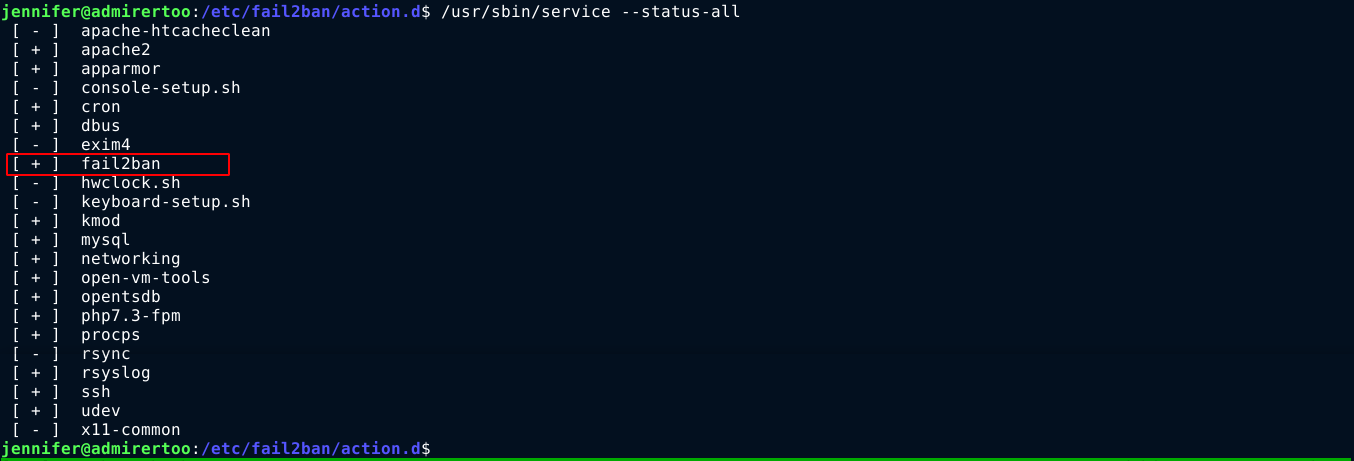 jennifer@admirertoo:/etc/fail2ban/action.d$ /usr/sbin/service --status-all
[ - ]  apache-htcacheclean
[ + ]  apache2
[ + ]  apparmor
[ - ]  console-setup.sh
[ + ]  cron
[ + ]  dbus
[ - ]  exim4
[ + ]  fail2ban
[ - ]  hwclock.sh
[ - ]  keyboard-setup.sh
[ + ]  kmod
[ + ]  mysql
[ + ]  networking
[ + ]  open-vm-tools
[ + ]  opentsdb
[ + ]  php7.3-fpm
[ + ]  procps
[ - ]  rsync
[ + ]  rsyslog
[ + ]  ssh
[ + ]  udev
[ - ]  x11-common
jennifer@admirertoo:/etc/fail2ban/action.d$